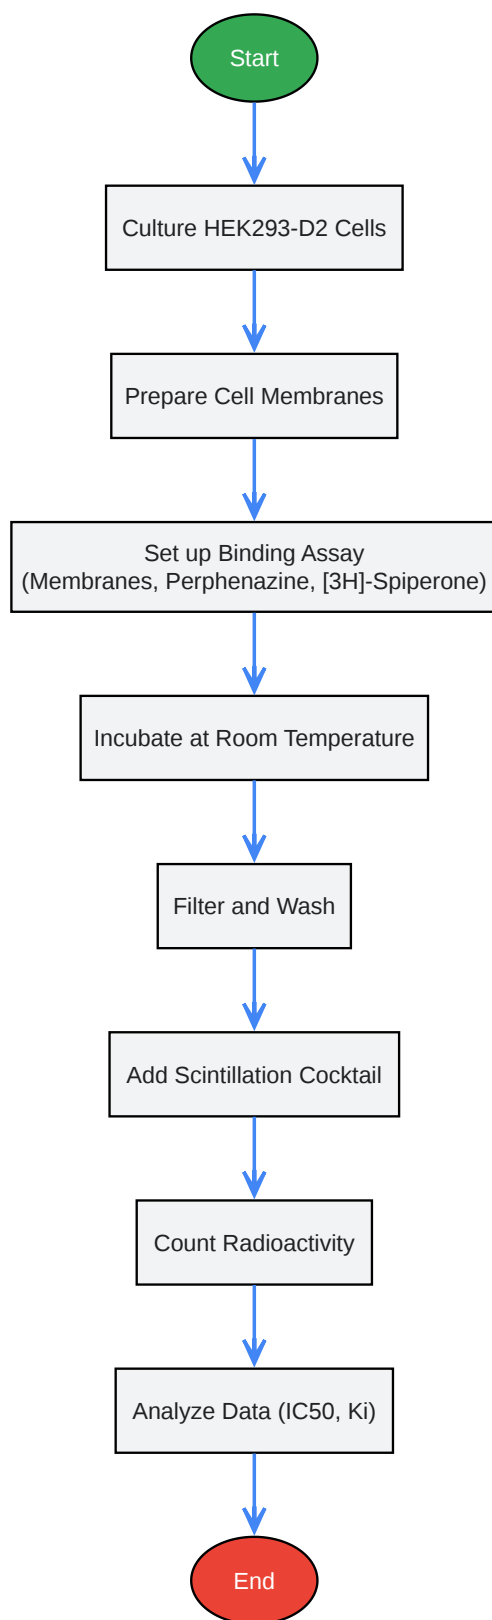 Start
Culture HEK293-D2 Cells
Prepare Cell Membranes
Set up Binding Assay
(Membranes, Perphenazine, [3H]-Spiperone)
Incubate at Room Temperature
Filter and Wash
Add Scintillation Cocktail
Count Radioactivity
Analyze Data (IC50, Ki)
End